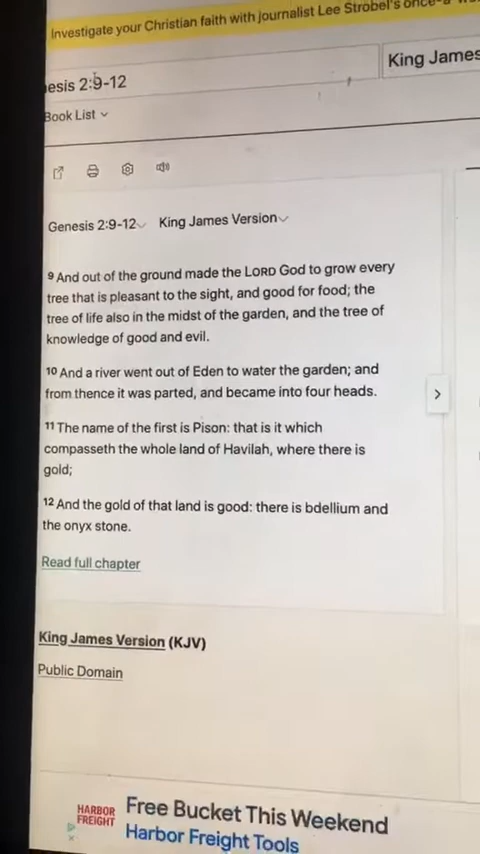 Investigate your Christian faith with journalist Lee Strobel's once-a
esis 2:9-12
King James
Book List
Genesis 2:9-12 King James Version
9 And out of the ground made the LORD God to grow every
tree that is pleasant to the sight, and good for food; the
tree of life also in the midst of the garden, and the tree of
knowledge of good and evil.
10 And a river went out of Eden to water the garden; and
from thence it was parted, and became into four heads.
11 The name of the first is Pison: that is it which
compasseth the whole land of Havilah, where there is
gold;
12 And the gold of that land is good: there is bdellium and
the onyx stone.
Read full chapter
King James Version (KJV)
Public Domain
HARBOR
FREIGHT
Free Bucket This Weekend
Harbor Freight Tools